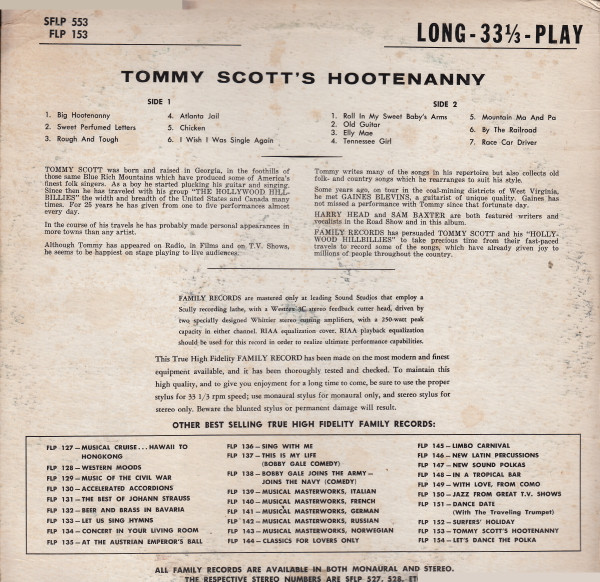 SFLP 553
FLP 153
LONG-33⅓-PLAY
TOMMY SCOTT'S HOOTENANNY
SIDE 1
1. Big Hootenanny
2. Sweet Perfumed Letters
3. Rough And Tough
4. Atlanta Jail
5. Chicken
6. I Wish I Was Single Again
SIDE 2
1. Roll In My Sweet Baby's Arms
2. Old Guitar
3. Elly Mae
4. Tennessee Girl
5. Mountain Ma And Pa
6. By The Railroad
7. Race Car Driver
TOMMY SCOTT was born and raised in Georgia, in the foothills of
those same Blue Rich Mountains which have produced some of America's
finest folk singers. As a boy he started plucking his guitar and singing.
Since then he has traveled with his group "THE HOLLYWOOD HILL
BILLIES" the width and breadth of the United States and Canada many
times. For 25 years he has given from one to five performances almost
every day.
In the course of his travels he has probably made personal appearances in
more towns than any artist.
Although Tommy has appeared on Radio, in Films and on T.V. Shows,
he seems to be happiest on stage playing to live audiences.
Tommy writes many of the songs in his repertoire but also collects old
folk- and country songs which he rearranges to suit his style.
Some years ago, on tour in the coal-mining districts of West Virginia,
he met GAINES BLEVINS, a guitarist of unique quality. Gaines has
not missed a performance with Tommy since that fortunate day.
HARRY HEAD and SAM BAXTER are both featured writers and
vocalists in the Road Show and in this album.
FAMILY RECORDS has persuaded TOMMY SCOTT and his "HOLLY-
WOOD HILLBILLIES" to take precious time from their fast-paced
travels to record some of the songs, which have already given joy to
millions of people throughout the country.
FAMILY RECORDS are mastered only at leading Sound Studios that employ a
Scully recording lathe, with a Westrex 3C stereo feedback cutter head, driven by
two specially designed Whittier stereo cutting amplifiers, with a 250-watt peak
capacity in either channel. RIAA equalization cover. RIAA playback equalization
should be used for this record in order to realize ultimate performance capabilities.
This True High Fidelity FAMILY RECORD has been made on the most modern and finest
equipment available, and it has been thoroughly tested and checked. To maintain this
high quality, and to give you enjoyment for a long time to come, be sure to use the proper
stylus for 33 1/3 rpm speed; use monaural stylus for monaural only, and stereo stylus for
stereo only. Beware the blunted stylus or permanent damage will result.
OTHER BEST SELLING TRUE HIGH FIDELITY FAMILY RECORDS:
FLP 127—MUSICAL CRUISE...HAWAII TO
HONGKONG
FLP 128—WESTERN MOODS
FLP 129—MUSIC OF THE CIVIL WAR
FLP 130—ACCELERATED ACCORDIONS
FLP 131—THE BEST OF JOHANN STRAUSS
FLP 132—BEER AND BRASS IN BAVARIA
FLP 133—LET US SING HYMNS
FLP 134—CONCERT IN YOUR LIVING ROOM
FLP 135—AT THE AUSTRIAN EMPEROR'S BALL
FLP 136—SING WITH ME
FLP 137—THIS IS MY LIFE
(BOBBY GALE COMEDY)
FLP 138—BOBBY GALE JOINS THE ARMY—
JOINS THE NAVY (COMEDY)
FLP 139—MUSICAL MASTERWORKS, ITALIAN
FLP 140—MUSICAL MASTERWORKS, FRENCH
FLP 141—MUSICAL MASTERWORKS, GERMAN
FLP 142—MUSICAL MASTERWORKS, RUSSIAN
FLP 143—MUSICAL MASTERWORKS, NORWEGIAN
FLP 144—CLASSICS FOR LOVERS ONLY
FLP 145—LIMBO CARNIVAL
FLP 146—NEW LATIN PERCUSSIONS
FLP 147—NEW SOUND POLKAS
FLP 148—IN A TROPICAL BAR
FLP 149—WITH LOVE, FROM COMO
FLP 150—JAZZ FROM GREAT T.V. SHOWS
FLP 151—DANCE DATE
(With The Traveling Trumpet)
FLP 152—SURFERS' HOLIDAY
FLP 153—TOMMY SCOTT'S HOOTENANNY
FLP 154—LET'S DANCE THE POLKA
ALL FAMILY RECORDS ARE AVAILABLE IN BOTH MONAURAL AND STEREO.
THE RESPECTIVE STEREO NUMBERS ARE SFLP 527, 528, ET